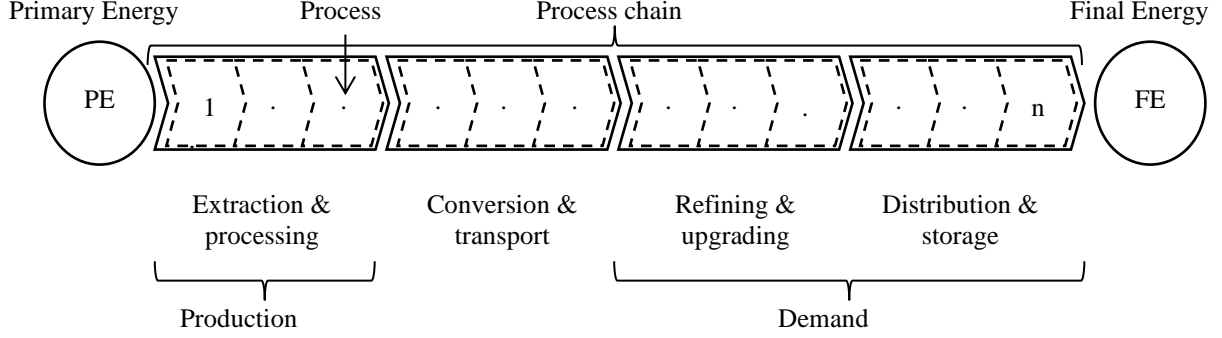 Primary Energy Process Process chain Final Energy
PE 1 . . . . . . . . . . n FE
Extraction & Conversion & Refining & Distribution &
processing transport upgrading storage
Production Demand